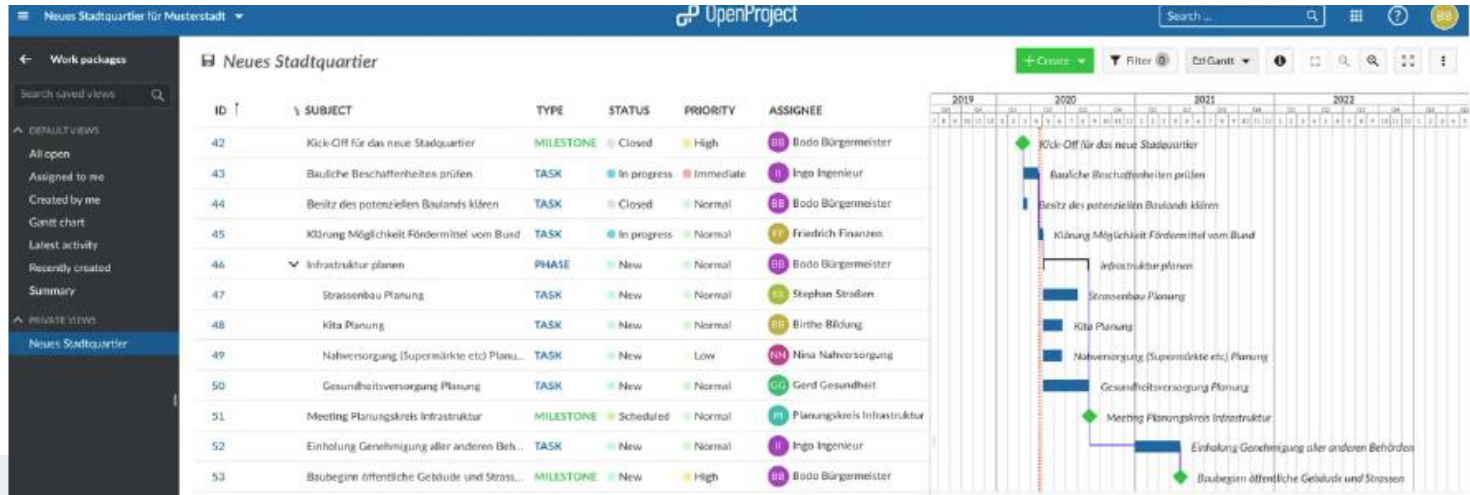 Neues Stadtquartier für Musterstadt
OpenProject
Search ...
?
BB
Work packages
Neues Stadtquartier
+ Create
Filter 0
Gantt
Search saved views
2019 2020 2021 2022
ID ↑ SUBJECT TYPE STATUS PRIORITY ASSIGNEE
DEFAULT VIEWS
All open
Assigned to me
Created by me
Gantt chart
Latest activity
Recently created
Summary
PRIVATE VIEWS
Neues Stadtquartier
42 Kick-Off für das neue Stadquartier MILESTONE Closed High BB Bodo Bürgermeister
43 Bauliche Beschaffenheiten prüfen TASK In progress Immediate II Ingo Ingenieur
44 Besitz des potenziellen Baulands klären TASK Closed Normal BB Bodo Bürgermeister
45 Klärung Möglichkeit Fördermittel vom Bund TASK In progress Normal FF Friedrich Finanzen
46 Infrastruktur planen PHASE New Normal BB Bodo Bürgermeister
47 Strassenbau Planung TASK New Normal SS Stephan Straßen
48 Kita Planung TASK New Normal BB Birthe Bildung
49 Nahversorgung (Supermärkte etc) Planu... TASK New Low NN Nina Nahversorgung
50 Gesundheitsversorgung Planung TASK New Normal GG Gerd Gesundheit
51 Meeting Planungskreis Infrastruktur MILESTONE Scheduled Normal PI Planungskreis Infrastruktur
52 Einholung Genehmigung aller anderen Beh... TASK New Normal II Ingo Ingenieur
53 Baubeginn öffentliche Gebäude und Strass... MILESTONE New High BB Bodo Bürgermeister
Kick-Off für das neue Stadquartier
Bauliche Beschaffenheiten prüfen
Besitz des potenziellen Baulands klären
Klärung Möglichkeit Fördermittel vom Bund
Infrastruktur planen
Strassenbau Planung
Kita Planung
Nahversorgung (Supermärkte etc) Planung
Gesundheitsversorgung Planung
Meeting Planungskreis Infrastruktur
Einholung Genehmigung aller anderen Behörden
Baubeginn öffentliche Gebäude und Strassen